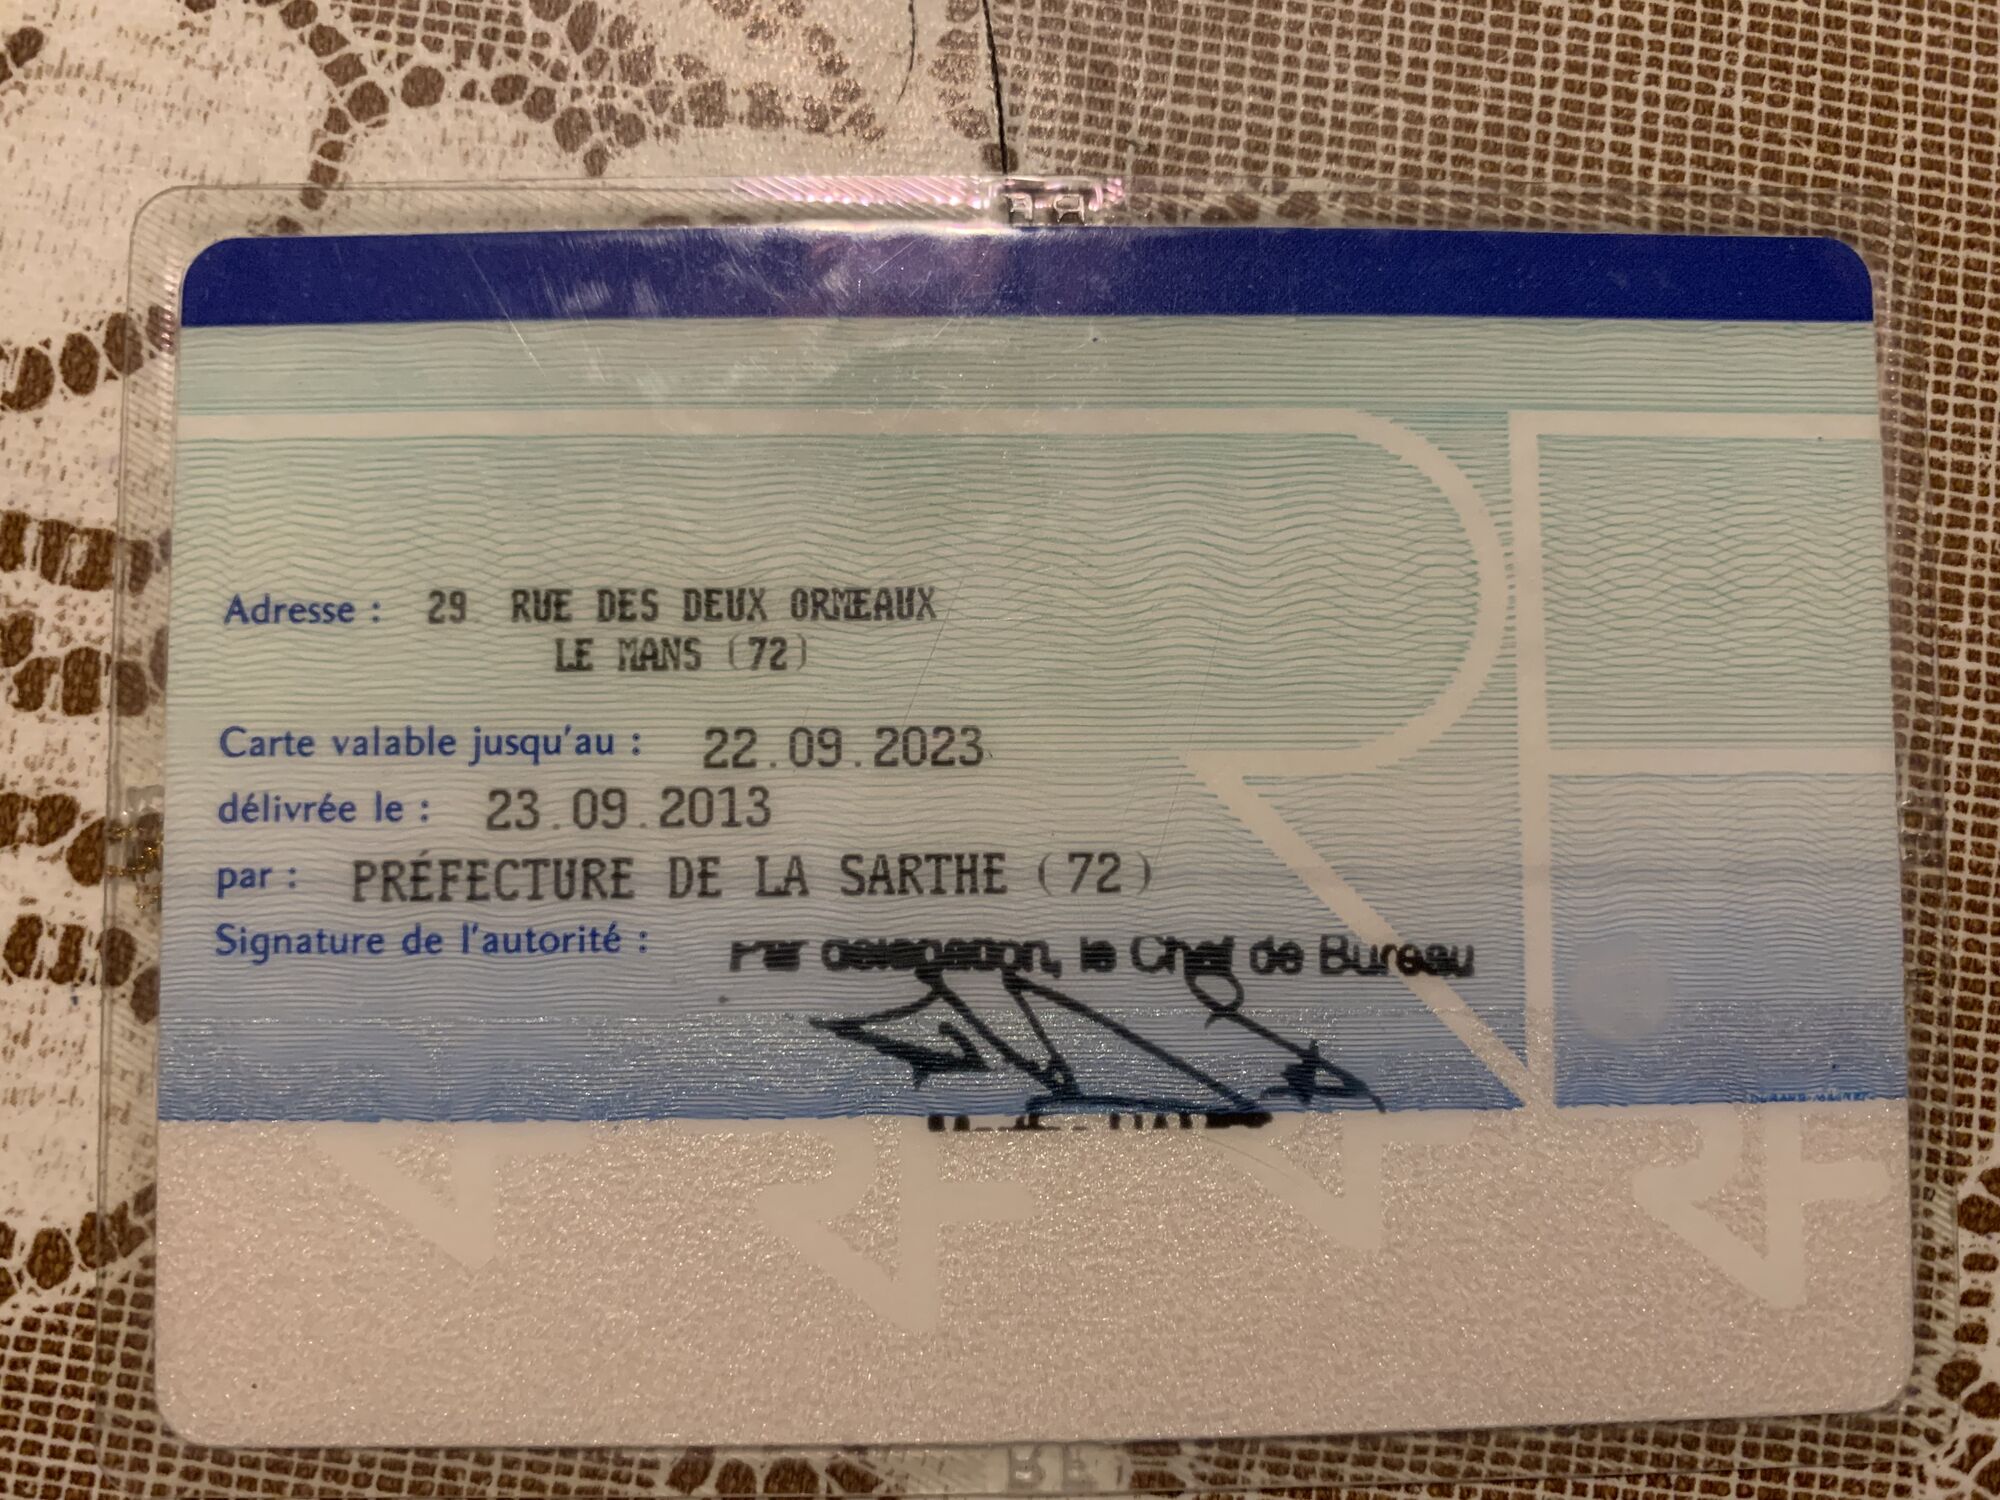 Adresse : 29 RUE DES DEUX ORMEAUX
LE MANS (72)
Carte valable jusqu'au : 22.09.2023
délivrée le : 23.09.2013
par : PRÉFECTURE DE LA SARTHE (72)
Signature de l'autorité :
Par délégation, le Chef de Bureau
RF